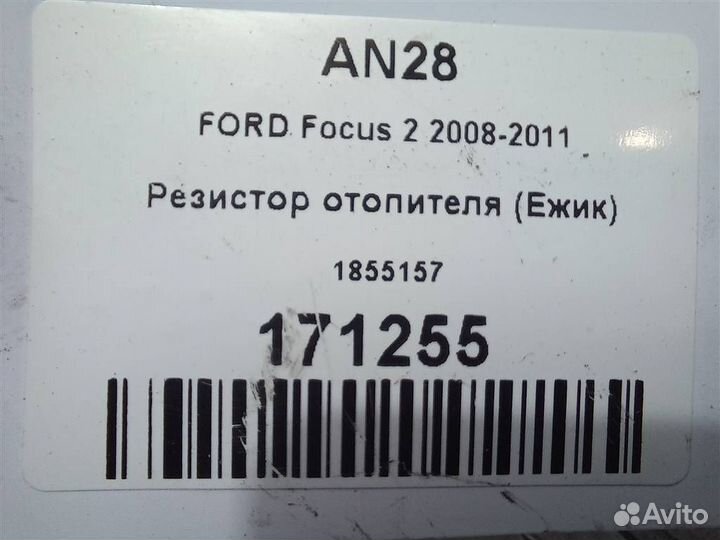 AN28
FORD Focus 2 2008-2011
Резистор отопителя (Ежик)
1855157
171255
Avito